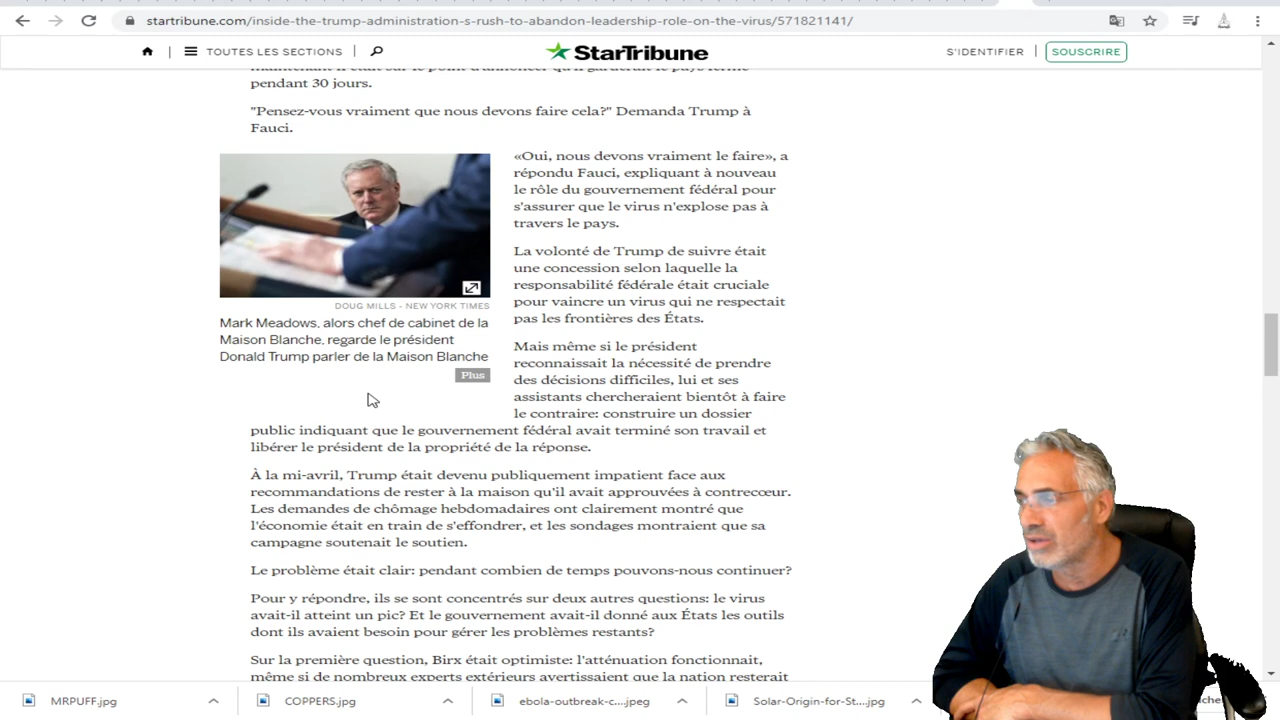 startribune.com/inside-the-trump-administration-s-rush-to-abandon-leadership-role-on-the-virus/571821141/
TOUTES LES SECTIONS
StarTribune
S'IDENTIFIER
SOUSCRIRE
maintenant il était sur le point d'annoncer qu'il garderait le pays fermé
pendant 30 jours.
"Pensez-vous vraiment que nous devons faire cela?" Demanda Trump à
Fauci.
«Oui, nous devons vraiment le faire», a
répondu Fauci, expliquant à nouveau
le rôle du gouvernement fédéral pour
s'assurer que le virus n'explose pas à
travers le pays.
DOUG MILLS - NEW YORK TIMES
Mark Meadows, alors chef de cabinet de la
Maison Blanche, regarde le président
Donald Trump parler de la Maison Blanche
Plus
La volonté de Trump de suivre était
une concession selon laquelle la
responsabilité fédérale était cruciale
pour vaincre un virus qui ne respectait
pas les frontières des États.
Mais même si le président
reconnaissait la nécessité de prendre
des décisions difficiles, lui et ses
assistants chercheraient bientôt à faire
le contraire: construire un dossier
public indiquant que le gouvernement fédéral avait terminé son travail et
libérer le président de la propriété de la réponse.
À la mi-avril, Trump était devenu publiquement impatient face aux
recommandations de rester à la maison qu'il avait approuvées à contrecœur.
Les demandes de chômage hebdomadaires ont clairement montré que
l'économie était en train de s'effondrer, et les sondages montraient que sa
campagne soutenait le soutien.
Le problème était clair: pendant combien de temps pouvons-nous continuer?
Pour y répondre, ils se sont concentrés sur deux autres questions: le virus
avait-il atteint un pic? Et le gouvernement avait-il donné aux États les outils
dont ils avaient besoin pour gérer les problèmes restants?
Sur la première question, Birx était optimiste: l'atténuation fonctionnait,
même si de nombreux experts extérieurs avertissaient que la nation resterait
MRPUFF.jpg
COPPERS.jpg
ebola-outbreak-c....jpeg
Solar-Origin-for-St....jpg